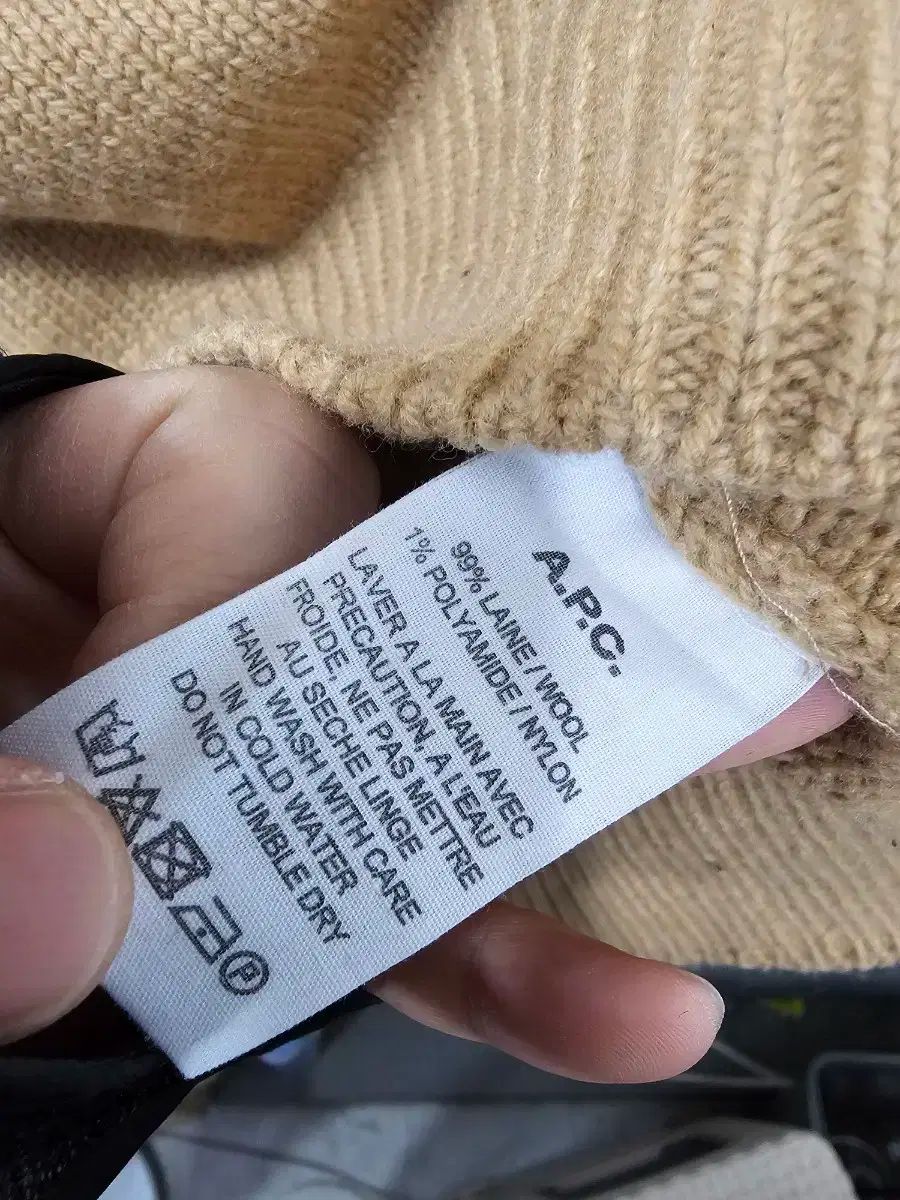 A.P.C.
99% LAINE / WOOL
1% POLYAMIDE / NYLON
LAVER A LA MAIN AVEC
PRECAUTION, A L'EAU
FROIDE, NE PAS METTRE
AU SECHE LINGE
HAND WASH WITH CARE
IN COLD WATER
DO NOT TUMBLE DRY
P